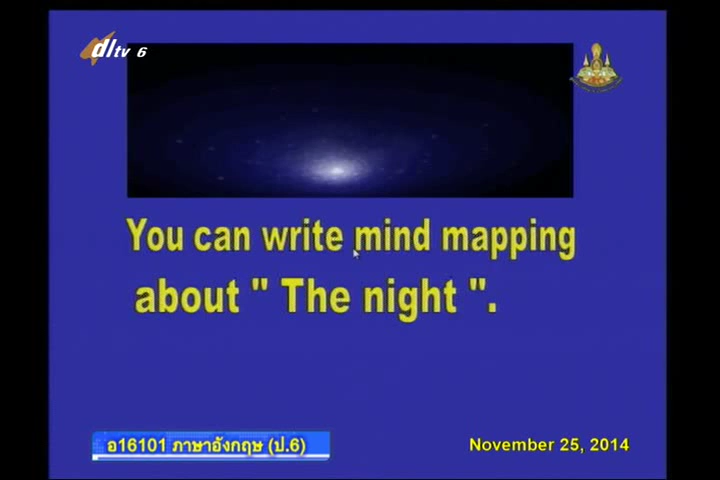 dltv 6
You can write mind mapping
about " The night ".
อ16101 ภาษาอังกฤษ (ป.6)
November 25, 2014